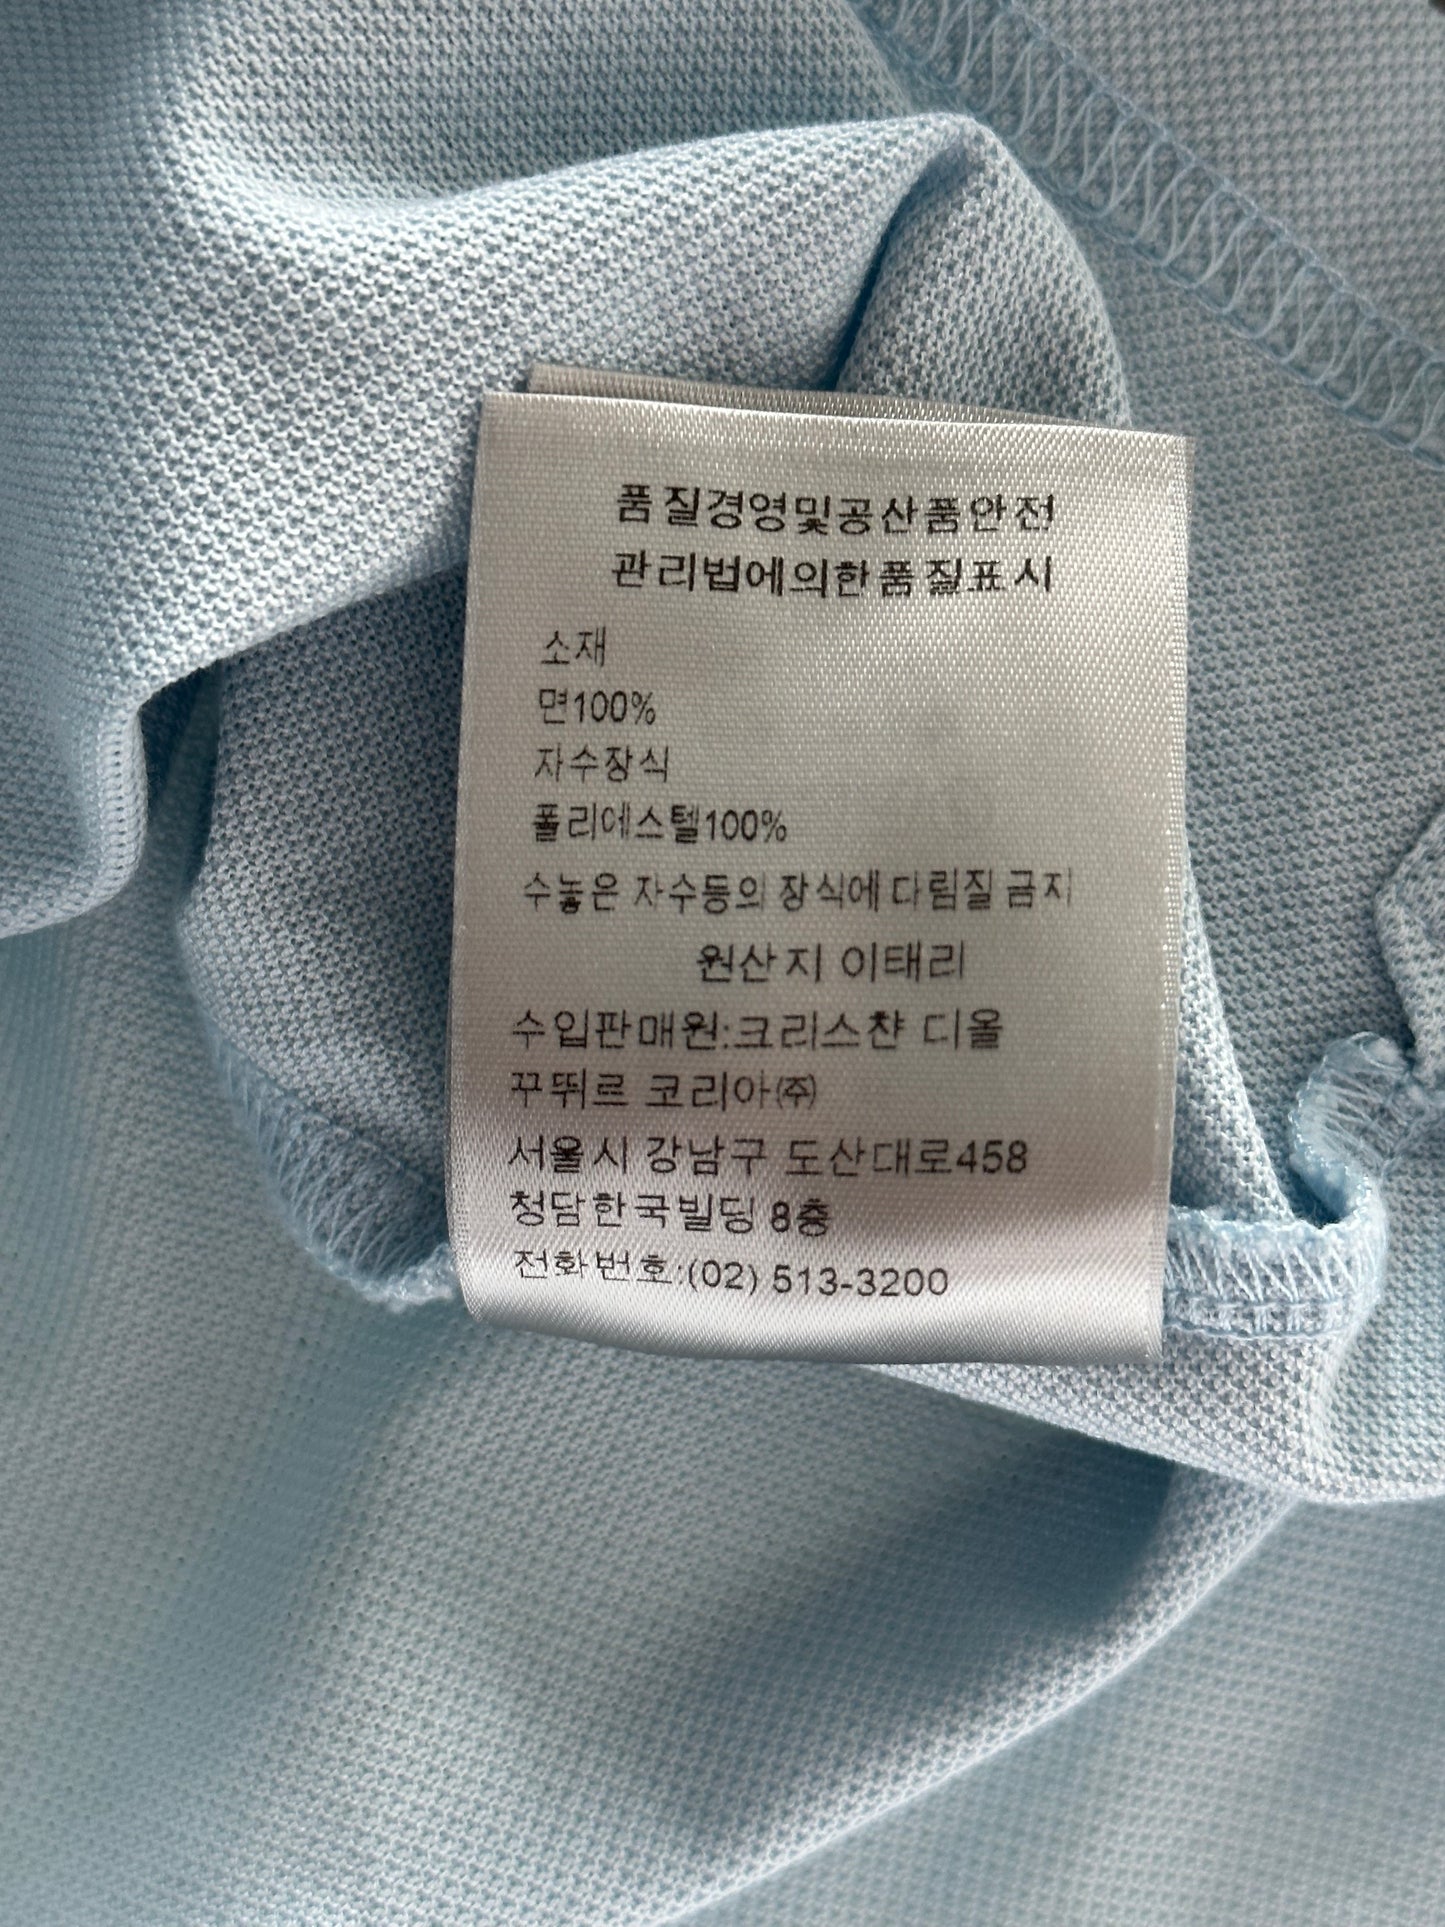 품질경영및공산품안전
관리법에의한품질표시
소재
면100%
자수장식
폴리에스텔100%
수놓은 자수등의 장식에 다림질 금지
원산지 이태리
수입판매원:크리스챤 디올
꾸뛰르 코리아㈜
서울시 강남구 도산대로458
청담한국빌딩 8층
전화번호:(02) 513-3200